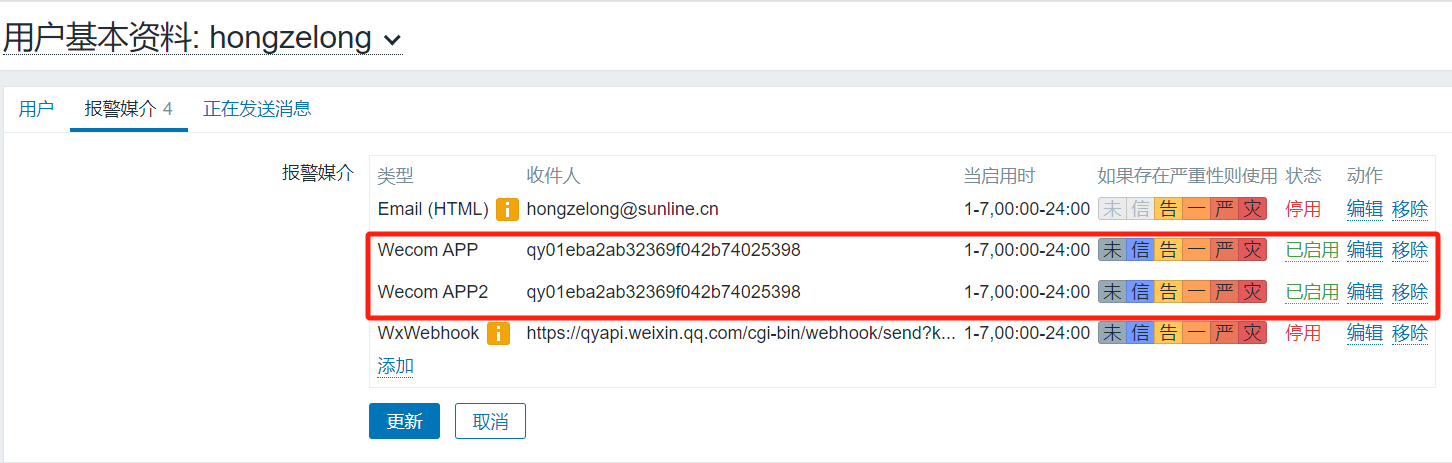 用户基本资料: hongzelong
用户 报警媒介 4 正在发送消息
报警媒介 类型 收件人 当启用时 如果存在严重性则使用 状态 动作
Email (HTML) i hongzelong@sunline.cn 1-7,00:00-24:00 未 信 告 一 严 灾 停用 编辑 移除
Wecom APP qy01eba2ab32369f042b74025398 1-7,00:00-24:00 未 信 告 一 严 灾 已启用 编辑 移除
Wecom APP2 qy01eba2ab32369f042b74025398 1-7,00:00-24:00 未 信 告 一 严 灾 已启用 编辑 移除
WxWebhook i https://qyapi.weixin.qq.com/cgi-bin/webhook/send?k... 1-7,00:00-24:00 未 信 告 一 严 灾 停用 编辑 移除
添加
更新 取消